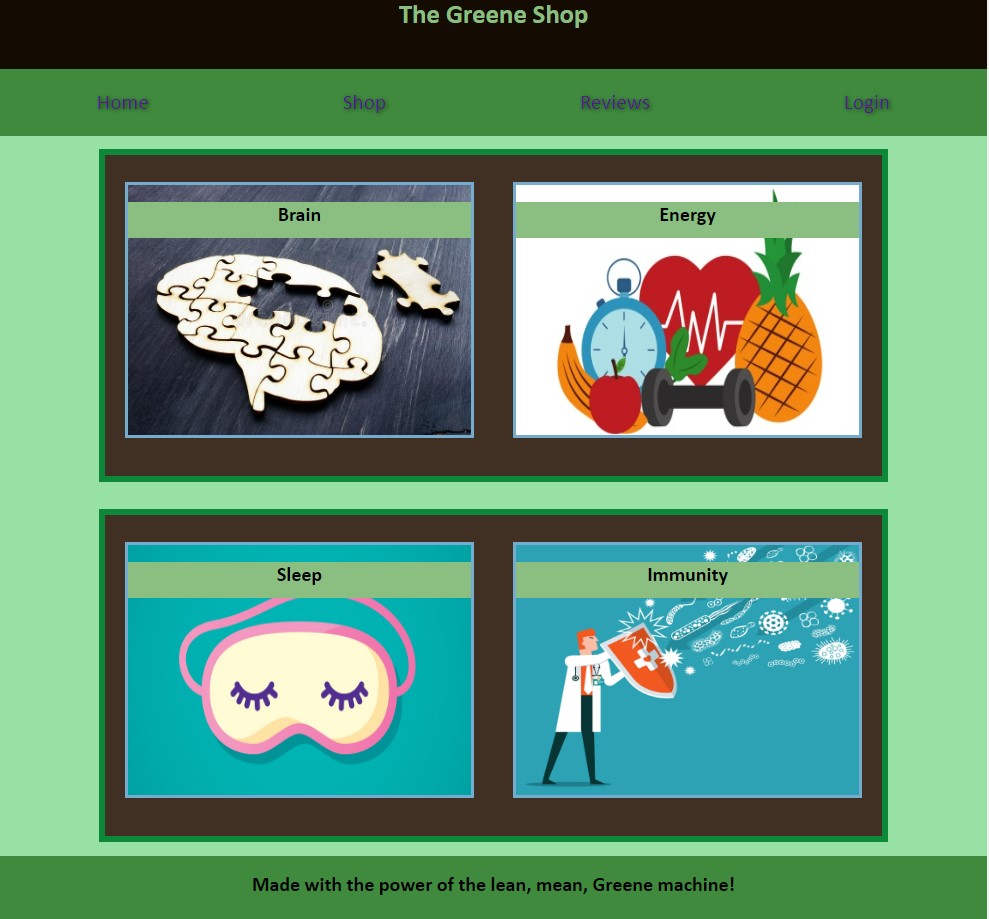 The Greene Shop
Home Shop Reviews Login
Brain Energy
Sleep Immunity
Made with the power of the lean, mean, Greene machine!